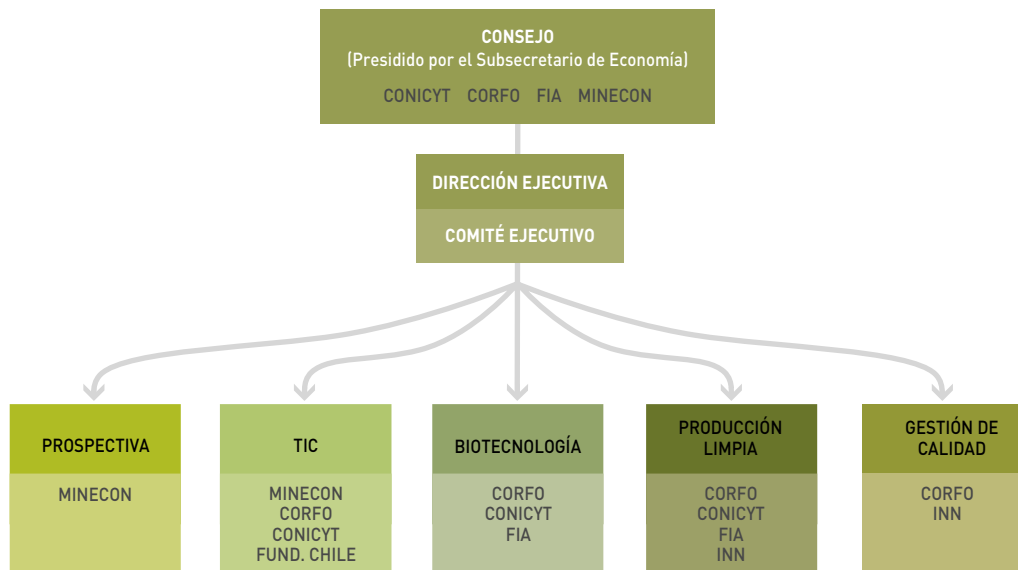 CONSEJO
(Presidido por el Subsecretario de Economía)
CONICYT CORFO FIA MINECON
DIRECCIÓN EJECUTIVA
COMITÉ EJECUTIVO
PROSPECTIVA
MINECON
TIC
MINECON
CORFO
CONICYT
FUND. CHILE
BIOTECNOLOGÍA
CORFO
CONICYT
FIA
PRODUCCIÓN
LIMPIA
CORFO
CONICYT
FIA
INN
GESTIÓN DE
CALIDAD
CORFO
INN